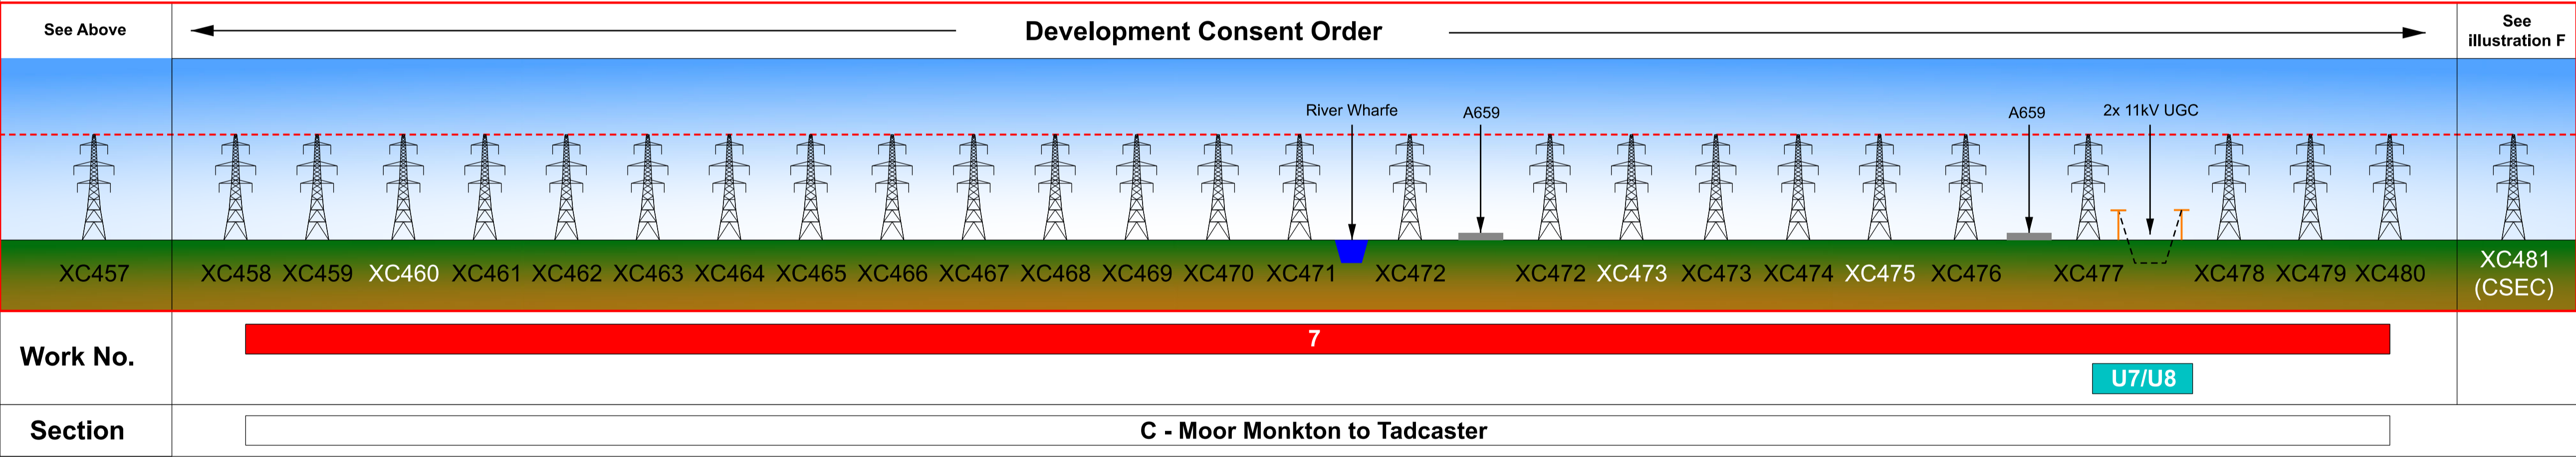 See Above
Development Consent Order
See
illustration F
River Wharfe
A659
A659
2x 11kV UGC
XC457
XC458 XC459 XC460 XC461 XC462 XC463 XC464 XC465 XC466 XC467 XC468 XC469 XC470 XC471 XC472 XC472 XC473 XC473 XC474 XC475 XC476 XC477 XC478 XC479 XC480
XC481
(CSEC)
Work No.
7
U7/U8
Section
C - Moor Monkton to Tadcaster